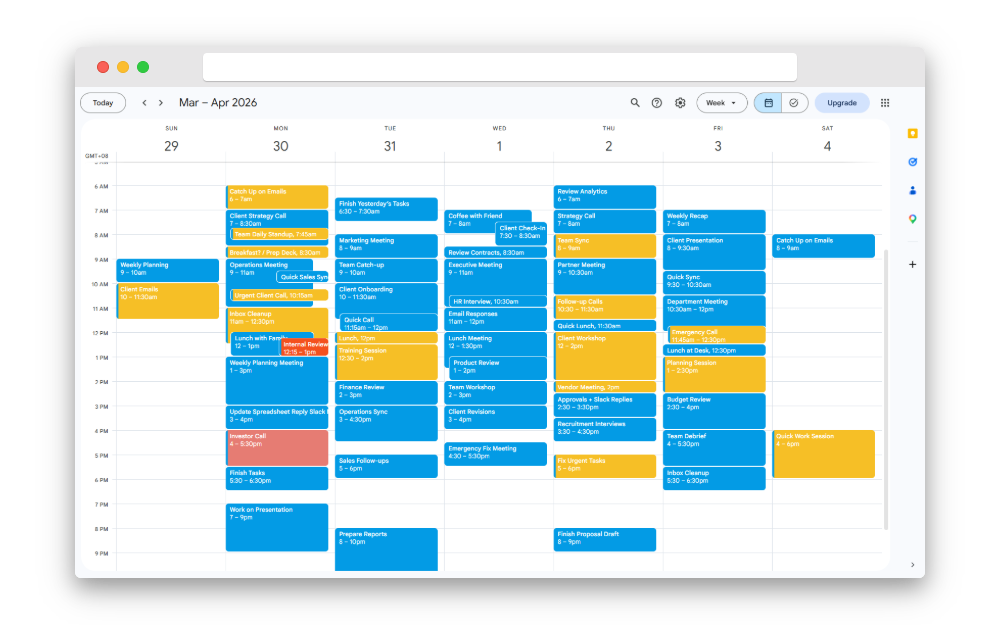 Today
Mar – Apr 2026
Week
Upgrade
SUN
29
MON
30
TUE
31
WED
1
THU
2
FRI
3
SAT
4
GMT+08
6 AM
7 AM
8 AM
9 AM
10 AM
11 AM
12 PM
1 PM
2 PM
3 PM
4 PM
5 PM
6 PM
7 PM
8 PM
9 PM
Weekly Planning
9 – 10am
Client Emails
10 – 11:30am
Catch Up on Emails
6 – 7am
Client Strategy Call
7 – 8:30am
Team Daily Standup, 7:45am
Breakfast? / Prep Deck, 8:30am
Operations Meeting
9 – 11am
Quick Sales Syn
Urgent Client Call, 10:15am
Inbox Cleanup
11am – 12:30pm
Lunch with Family
12 – 1pm
Internal Review
12:15 – 1pm
Weekly Planning Meeting
1 – 3pm
Update Spreadsheet Reply Slack
3 – 4pm
Investor Call
4 – 5:30pm
Finish Tasks
5:30 – 6:30pm
Work on Presentation
7 – 9pm
Finish Yesterday's Tasks
6:30 – 7:30am
Marketing Meeting
8 – 9am
Team Catch-up
9 – 10am
Client Onboarding
10 – 11:30am
Quick Call
11:15am – 12pm
Lunch, 12pm
Training Session
12:30 – 2pm
Finance Review
2 – 3pm
Operations Sync
3 – 4:30pm
Sales Follow-ups
5 – 6pm
Prepare Reports
8 – 10pm
Coffee with Friend
7 – 8am
Client Check-In
7:30 – 8:30am
Review Contracts, 8:30am
Executive Meeting
9 – 11am
HR Interview, 10:30am
Email Responses
11am – 12pm
Lunch Meeting
12 – 1:30pm
Product Review
1 – 2pm
Team Workshop
2 – 3pm
Client Revisions
3 – 4pm
Emergency Fix Meeting
4:30 – 5:30pm
Review Analytics
6 – 7am
Strategy Call
7 – 8am
Team Sync
8 – 9am
Partner Meeting
9 – 10:30am
Follow-up Calls
10:30 – 11:30am
Quick Lunch, 11:30am
Client Workshop
12 – 2pm
Vendor Meeting, 2pm
Approvals + Slack Replies
2:30 – 3:30pm
Recruitment Interviews
3:30 – 4:30pm
Fix Urgent Tasks
5 – 6pm
Finish Proposal Draft
8 – 9pm
Weekly Recap
7 – 8am
Client Presentation
8 – 9:30am
Quick Sync
9:30 – 10:30am
Department Meeting
10:30am – 12pm
Emergency Call
11:45am – 12:30pm
Lunch at Desk, 12:30pm
Planning Session
1 – 2:30pm
Budget Review
2:30 – 4pm
Team Debrief
4 – 5:30pm
Inbox Cleanup
5:30 – 6:30pm
Catch Up on Emails
8 – 9am
Quick Work Session
4 – 6pm